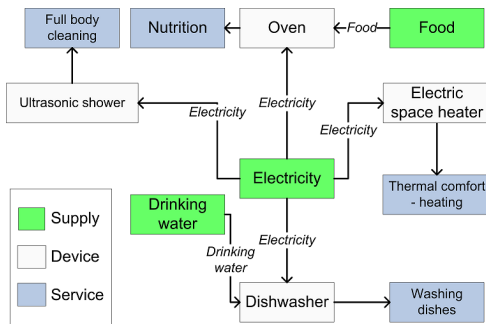 Full body
cleaning
Nutrition
Oven
Food
Food
Ultrasonic shower
Electricity
Electricity
Electricity
Electric
space heater
Electricity
Thermal comfort
- heating
Drinking
water
Drinking
water
Electricity
Dishwasher
Washing
dishes
Supply
Device
Service